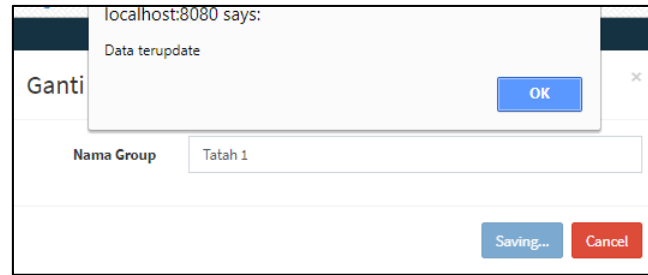 localhost:8080 says:
Data terupdate
OK
Ganti
×
Nama Group
Tatah 1
Saving...
Cancel